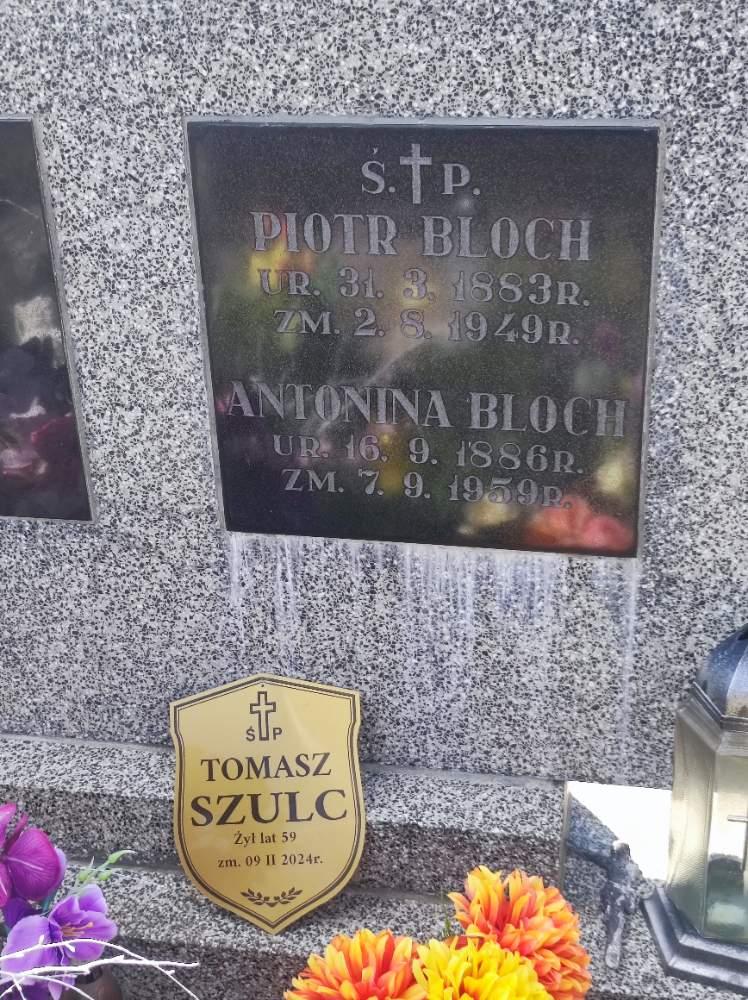 Ś. P.
PIOTR BLOCH
UR. 31. 3. 1883R.
ZM. 2. 8. 1949R.
ANTONINA BLOCH
UR. 16. 9. 1886R.
ZM. 7. 9. 1959R.
Ś P
TOMASZ
SZULC
Żył lat 59
zm. 09 II 2024r.